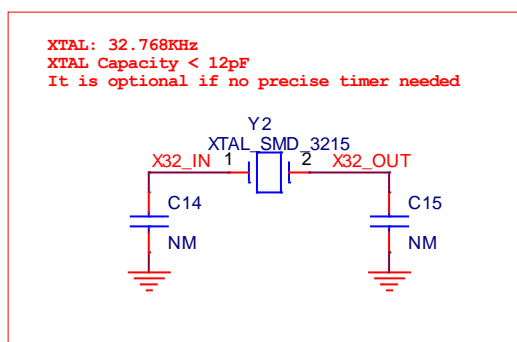 XTAL: 32.768KHz
XTAL Capacity < 12pF
It is optional if no precise timer needed
Y2
XTAL_SMD_3215
X32_IN 1 2 X32_OUT
C14 C15
NM NM